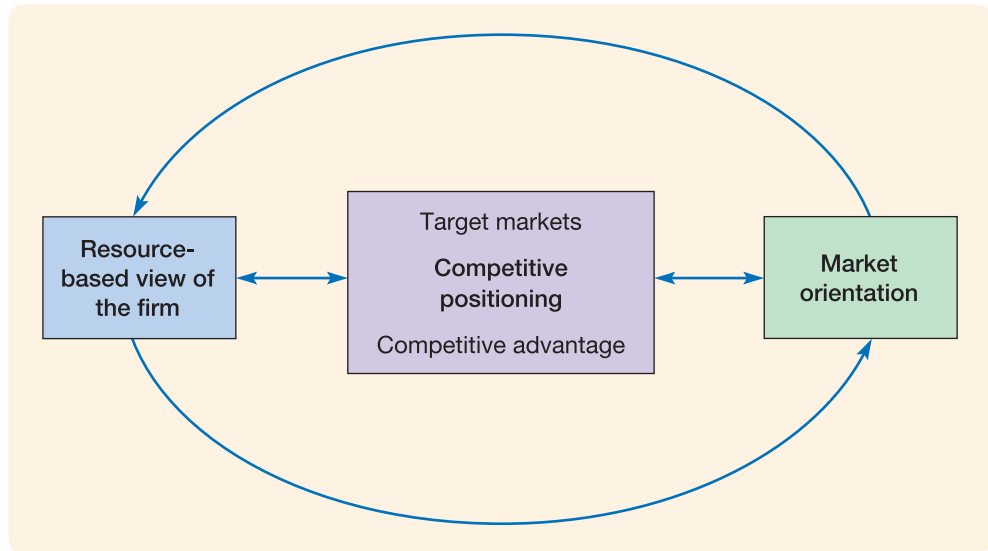 Resource-
based view of
the firm
Target markets
Competitive
positioning
Competitive advantage
Market
orientation